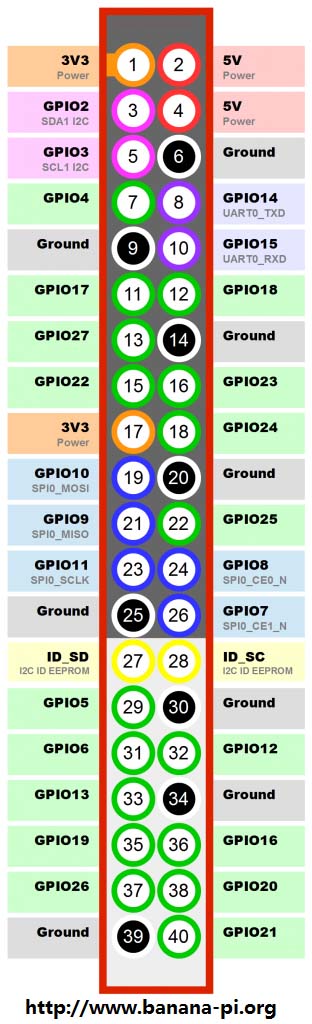 3V3 1 2 5V
Power Power
GPIO2 3 4 5V
SDA1 I2C Power
GPIO3 5 6 Ground
SCL1 I2C
GPIO4 7 8 GPIO14
UART0_TXD
Ground 9 10 GPIO15
UART0_RXD
GPIO17 11 12 GPIO18
GPIO27 13 14 Ground
GPIO22 15 16 GPIO23
3V3 17 18 GPIO24
Power
GPIO10 19 20 Ground
SPI0_MOSI
GPIO9 21 22 GPIO25
SPI0_MISO
GPIO11 23 24 GPIO8
SPI0_SCLK SPI0_CE0_N
Ground 25 26 GPIO7
SPI0_CE1_N
ID_SD 27 28 ID_SC
I2C ID EEPROM I2C ID EEPROM
GPIO5 29 30 Ground
GPIO6 31 32 GPIO12
GPIO13 33 34 Ground
GPIO19 35 36 GPIO16
GPIO26 37 38 GPIO20
Ground 39 40 GPIO21
http://www.banana-pi.org